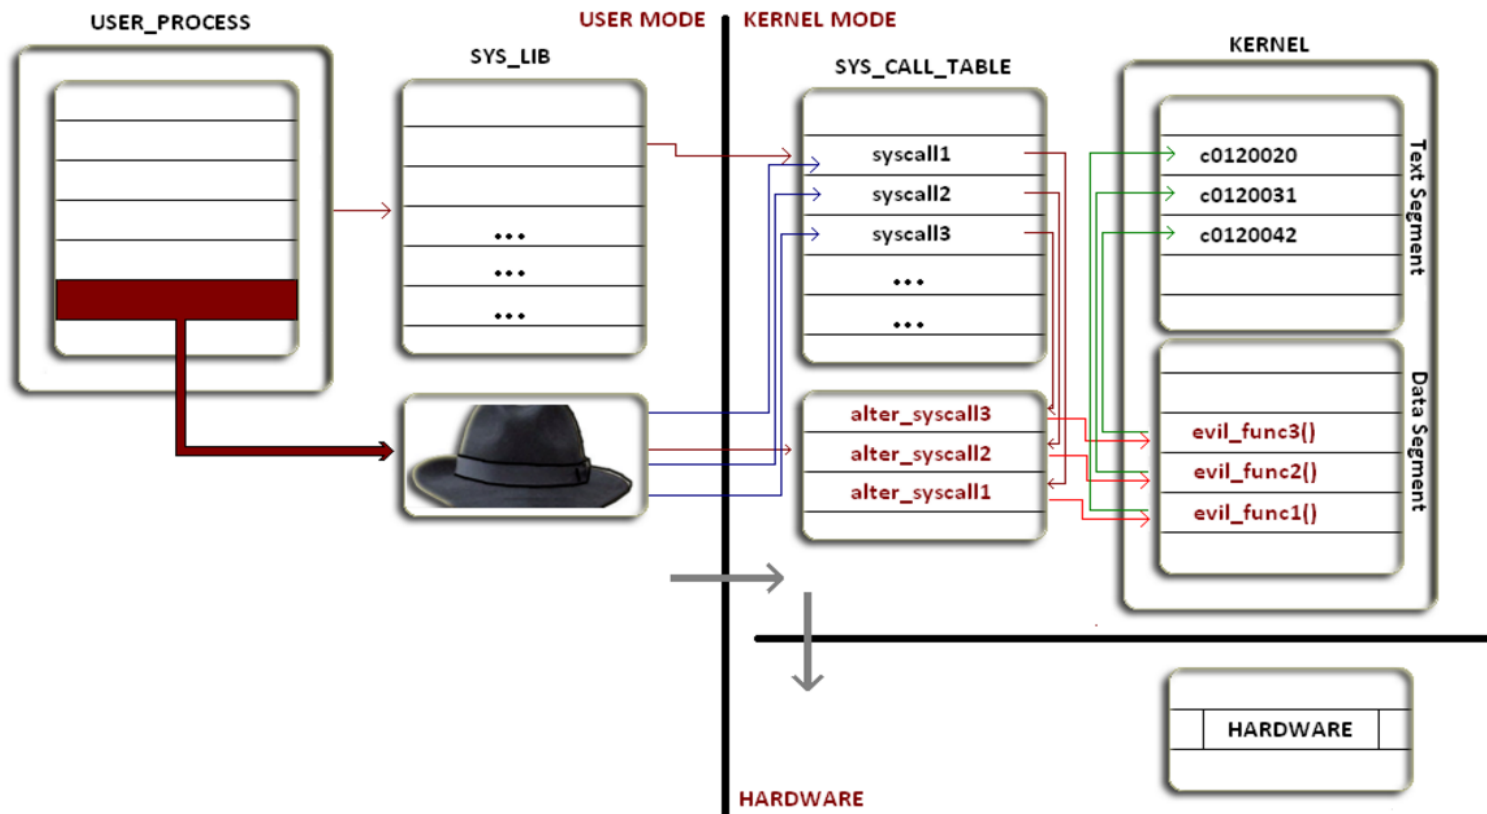 USER_PROCESS
USER MODE
KERNEL MODE
SYS_LIB
SYS_CALL_TABLE
KERNEL
...
...
...
syscall1
syscall2
syscall3
...
...
c0120020
c0120031
c0120042
Text Segment
alter_syscall3
alter_syscall2
alter_syscall1
evil_func3()
evil_func2()
evil_func1()
Data Segment
HARDWARE
HARDWARE